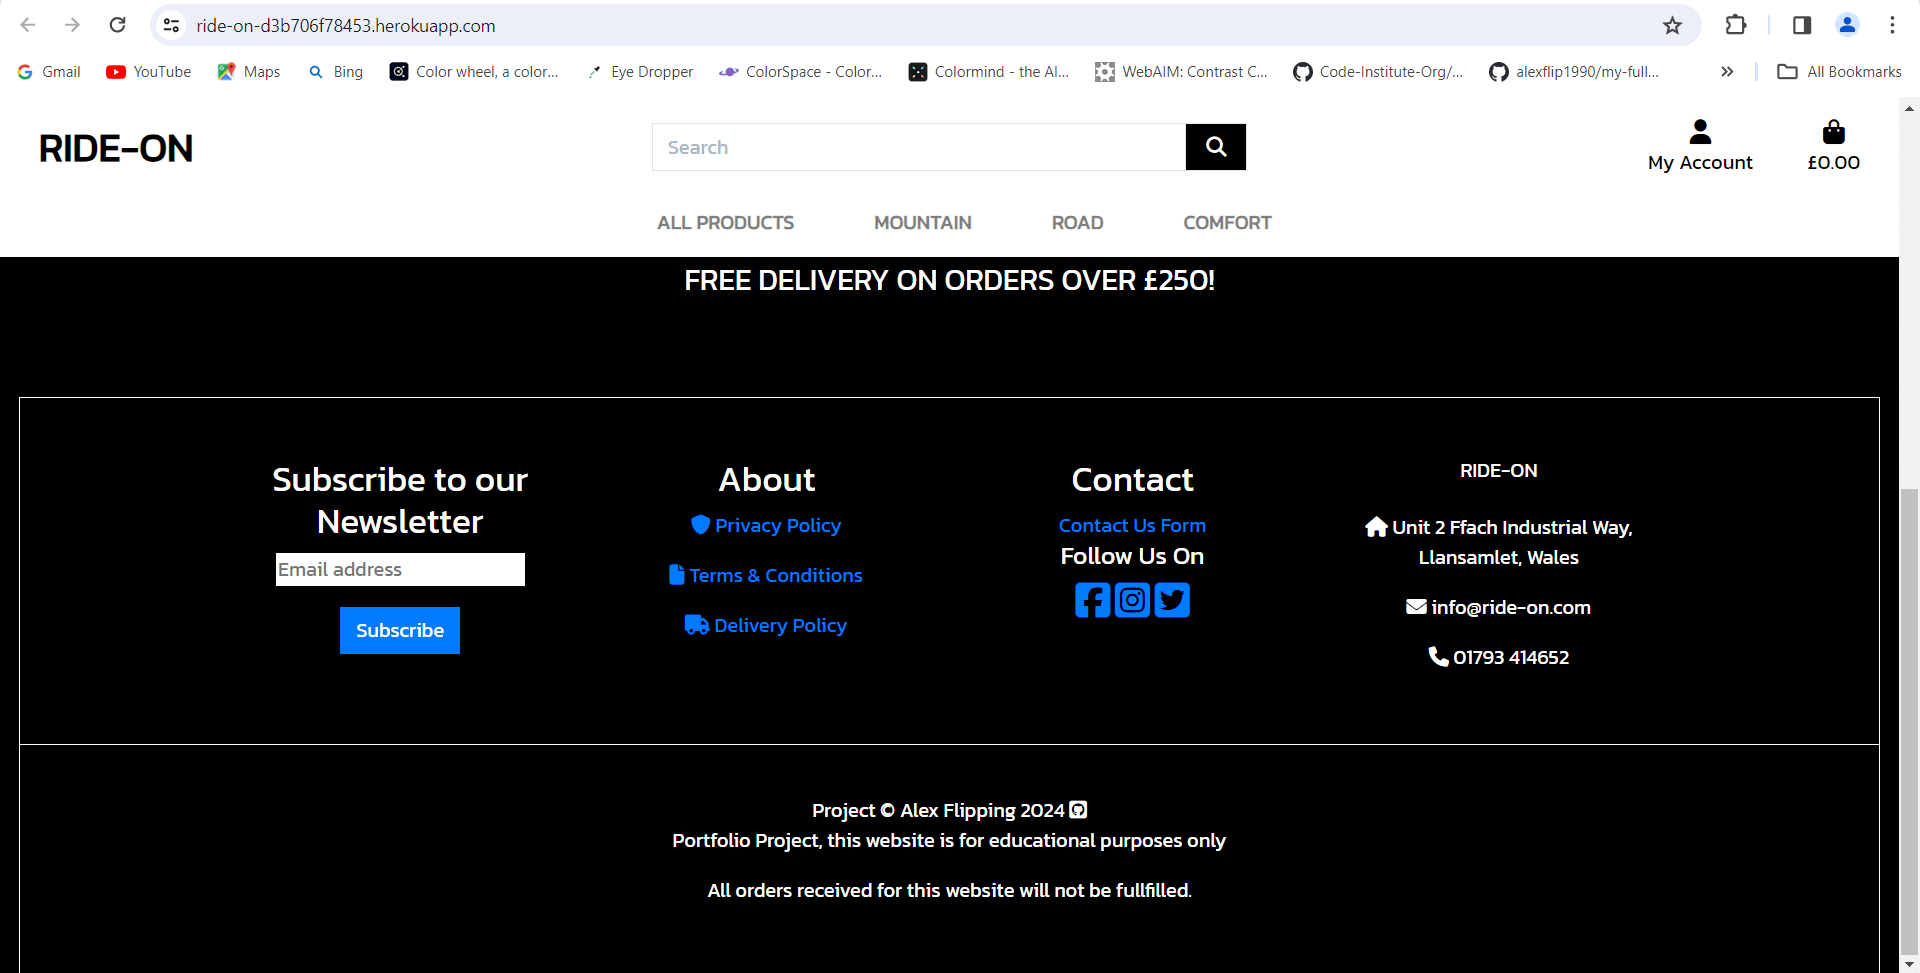 ride-on-d3b706f78453.herokuapp.com
Gmail YouTube Maps Bing Color wheel, a color... Eye Dropper ColorSpace - Color... Colormind - the AI... WebAIM: Contrast C... Code-Institute-Org/... alexflip1990/my-full... All Bookmarks
RIDE-ON
Search
My Account
£0.00
ALL PRODUCTS MOUNTAIN ROAD COMFORT
FREE DELIVERY ON ORDERS OVER £250!
Subscribe to our
Newsletter
Email address
Subscribe
About
Privacy Policy
Terms & Conditions
Delivery Policy
Contact
Contact Us Form
Follow Us On
RIDE-ON
Unit 2 Ffach Industrial Way,
Llansamlet, Wales
info@ride-on.com
01793 414652
Project © Alex Flipping 2024
Portfolio Project, this website is for educational purposes only
All orders received for this website will not be fullfilled.